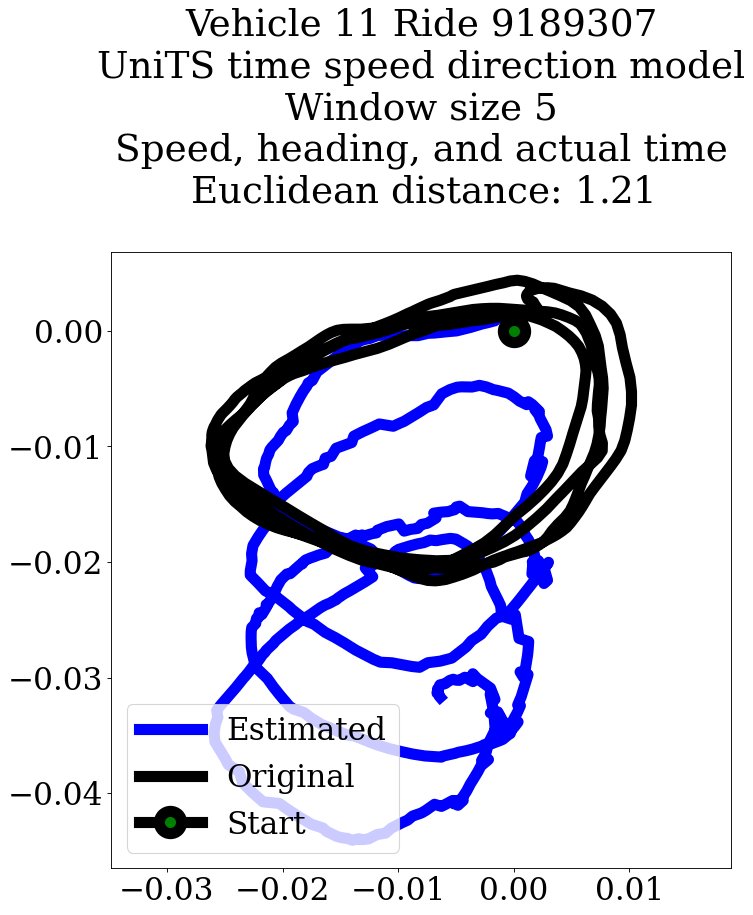 Vehicle 11 Ride 9189307
UniTS time speed direction model
Window size 5
Speed, heading, and actual time
Euclidean distance: 1.21
0.00
−0.01
−0.02
−0.03
−0.04
Estimated
Original
Start
−0.03 −0.02 −0.01 0.00 0.01